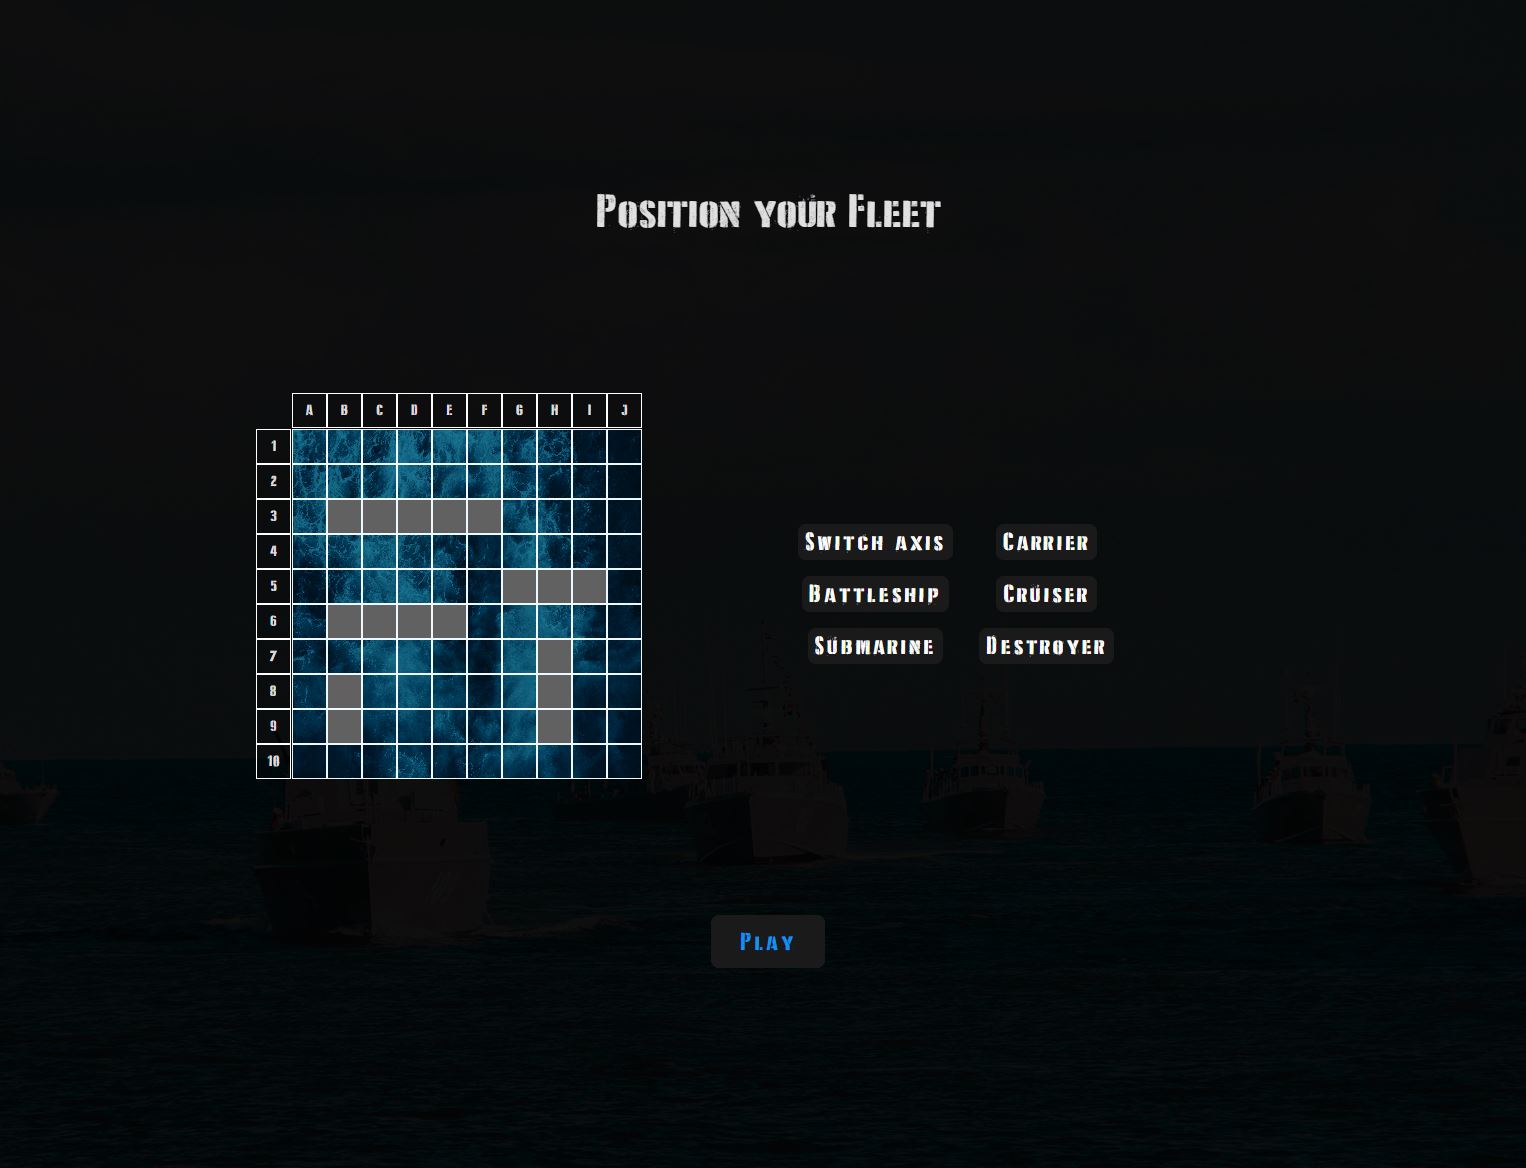 Position your Fleet
A B C D E F G H I J
1
2
3
4
5
6
7
8
9
10
Switch axis Carrier
Battleship Cruiser
Submarine Destroyer
Play